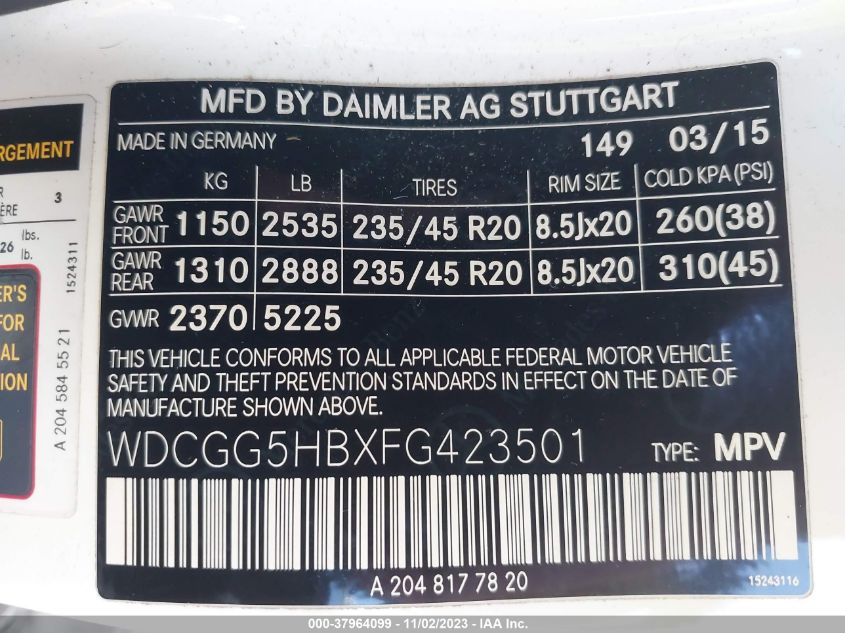 MFD BY DAIMLER AG STUTTGART
MADE IN GERMANY 149 03/15
KG LB TIRES RIM SIZE COLD KPA (PSI)
GAWR FRONT 1150 2535 235/45 R20 8.5Jx20 260(38)
GAWR REAR 1310 2888 235/45 R20 8.5Jx20 310(45)
GVWR 2370 5225
THIS VEHICLE CONFORMS TO ALL APPLICABLE FEDERAL MOTOR VEHICLE
SAFETY AND THEFT PREVENTION STANDARDS IN EFFECT ON THE DATE OF
MANUFACTURE SHOWN ABOVE.
WDCGG5HBXFG423501 TYPE: MPV
A 204 817 78 20 15243116
RGEMENT
R
ÈRE 3
26 lbs.
lb.
ER'S
FOR
AL
ION
1524311
A 204 584 55 21
000-37964099 - 11/02/2023 - © IAA, Inc.